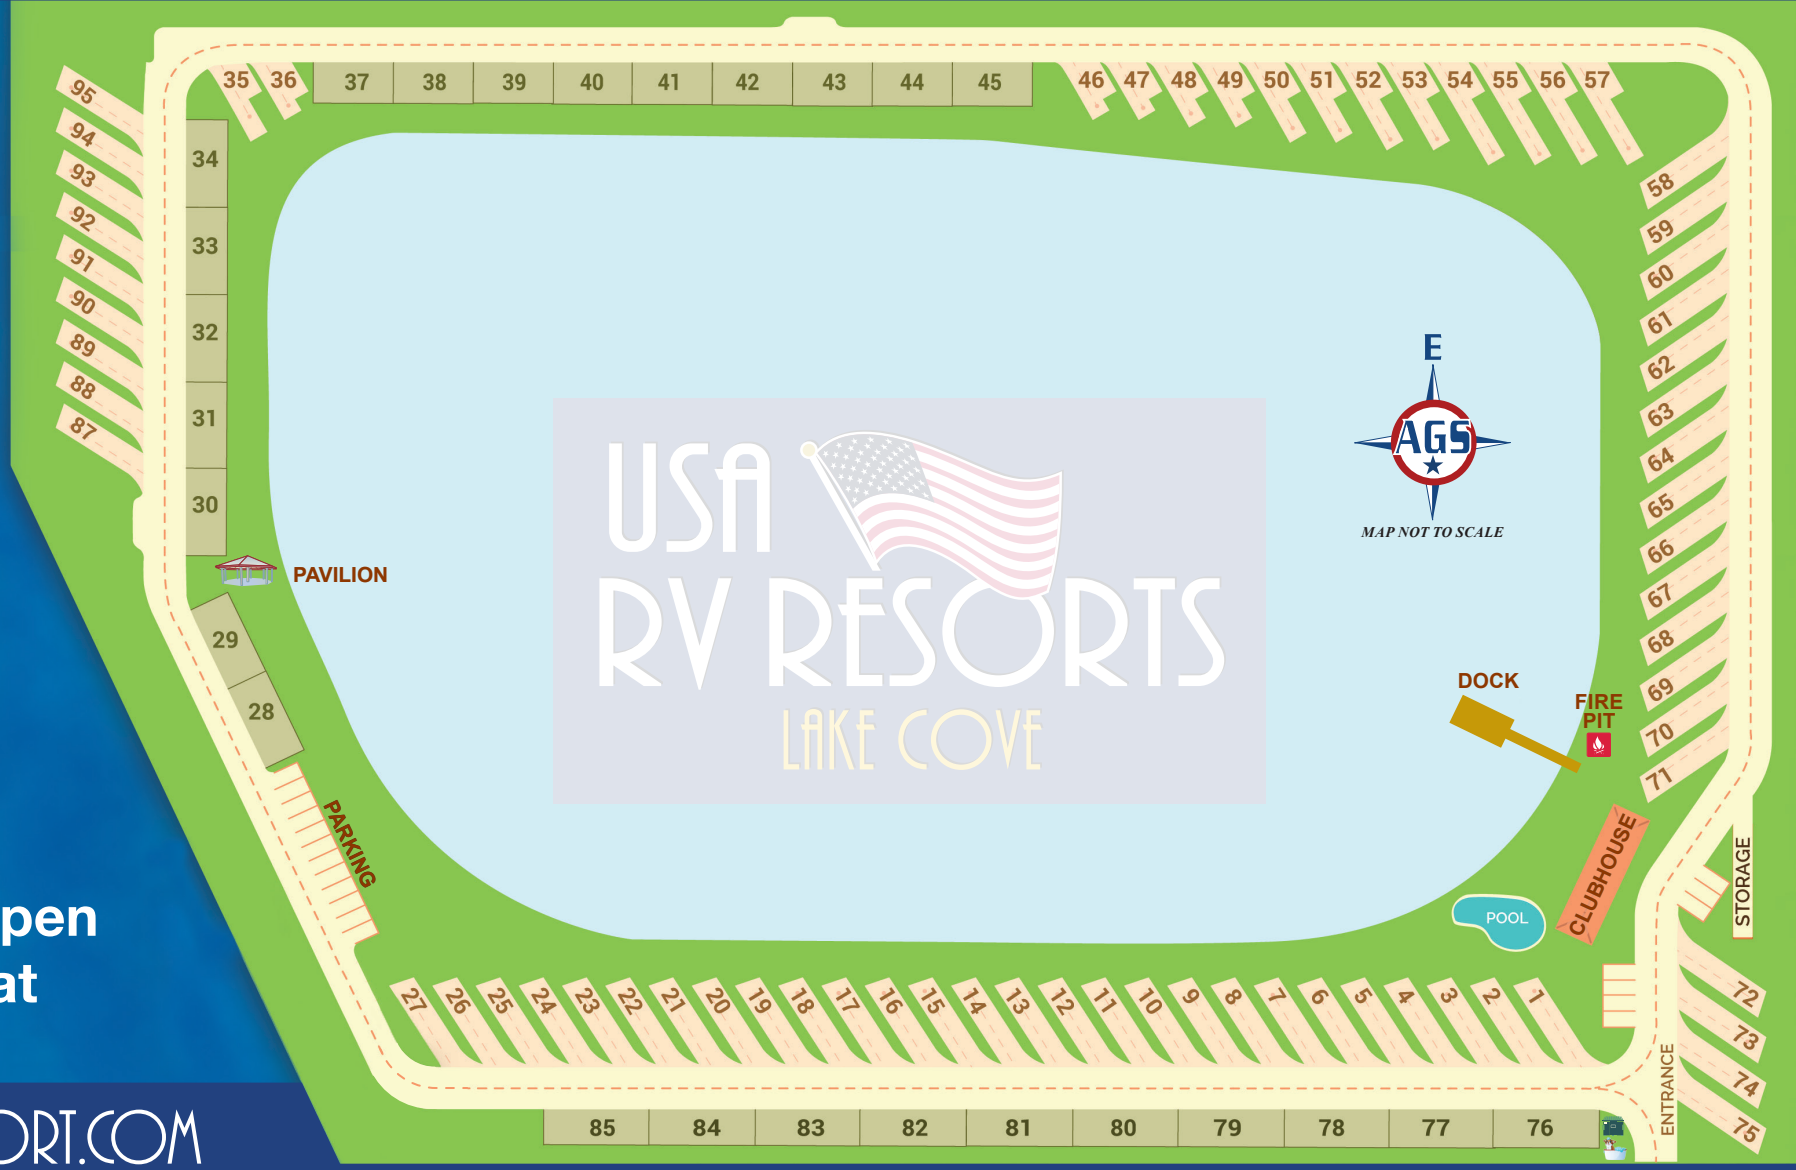 35 36 37 38 39 40 41 42 43 44 45 46 47 48 49 50 51 52 53 54 55 56 57
95
94
93
92
91
90
89
88
87
34
33
32
31
30
PAVILION
29
28
PARKING
E
AGS
MAP NOT TO SCALE
USA
RV RESORTS
LAKE COVE
58
59
60
61
62
63
64
65
66
67
68
69
70
71
DOCK
FIRE
PIT
CLUBHOUSE
POOL
STORAGE
pen
at
27 26 25 24 23 22 21 20 19 18 17 16 15 14 13 12 11 10 9 8 7 6 5 4 3 2 1
72
73
74
75
ENTRANCE
85 84 83 82 81 80 79 78 77 76
ORT.COM